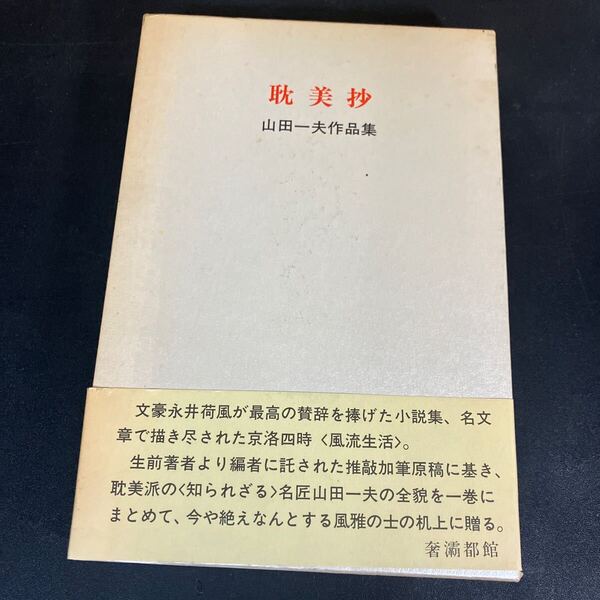 耽美抄
山田一夫作品集
文豪永井荷風が最高の賛辞を捧げた小説集、名文
章で描き尽された京洛四時〈風流生活〉。
生前著者より編者に託された推敲加筆原稿に基き、
耽美派の〈知られざる〉名匠山田一夫の全貌を一巻に
まとめて、今や絶えなんとする風雅の士の机上に贈る。
奢灞都館